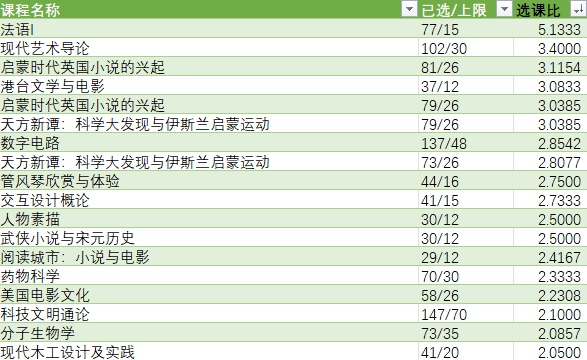 课程名称 已选/上限 选课比
法语I 77/15 5.1333
现代艺术导论 102/30 3.4000
启蒙时代英国小说的兴起 81/26 3.1154
港台文学与电影 37/12 3.0833
启蒙时代英国小说的兴起 79/26 3.0385
天方新谭：科学大发现与伊斯兰启蒙运动 79/26 3.0385
数字电路 137/48 2.8542
天方新谭：科学大发现与伊斯兰启蒙运动 73/26 2.8077
管风琴欣赏与体验 44/16 2.7500
交互设计概论 41/15 2.7333
人物素描 30/12 2.5000
武侠小说与宋元历史 30/12 2.5000
阅读城市：小说与电影 29/12 2.4167
药物科学 70/30 2.3333
美国电影文化 58/26 2.2308
科技文明通论 147/70 2.1000
分子生物学 73/35 2.0857
现代木工设计及实践 41/20 2.0500